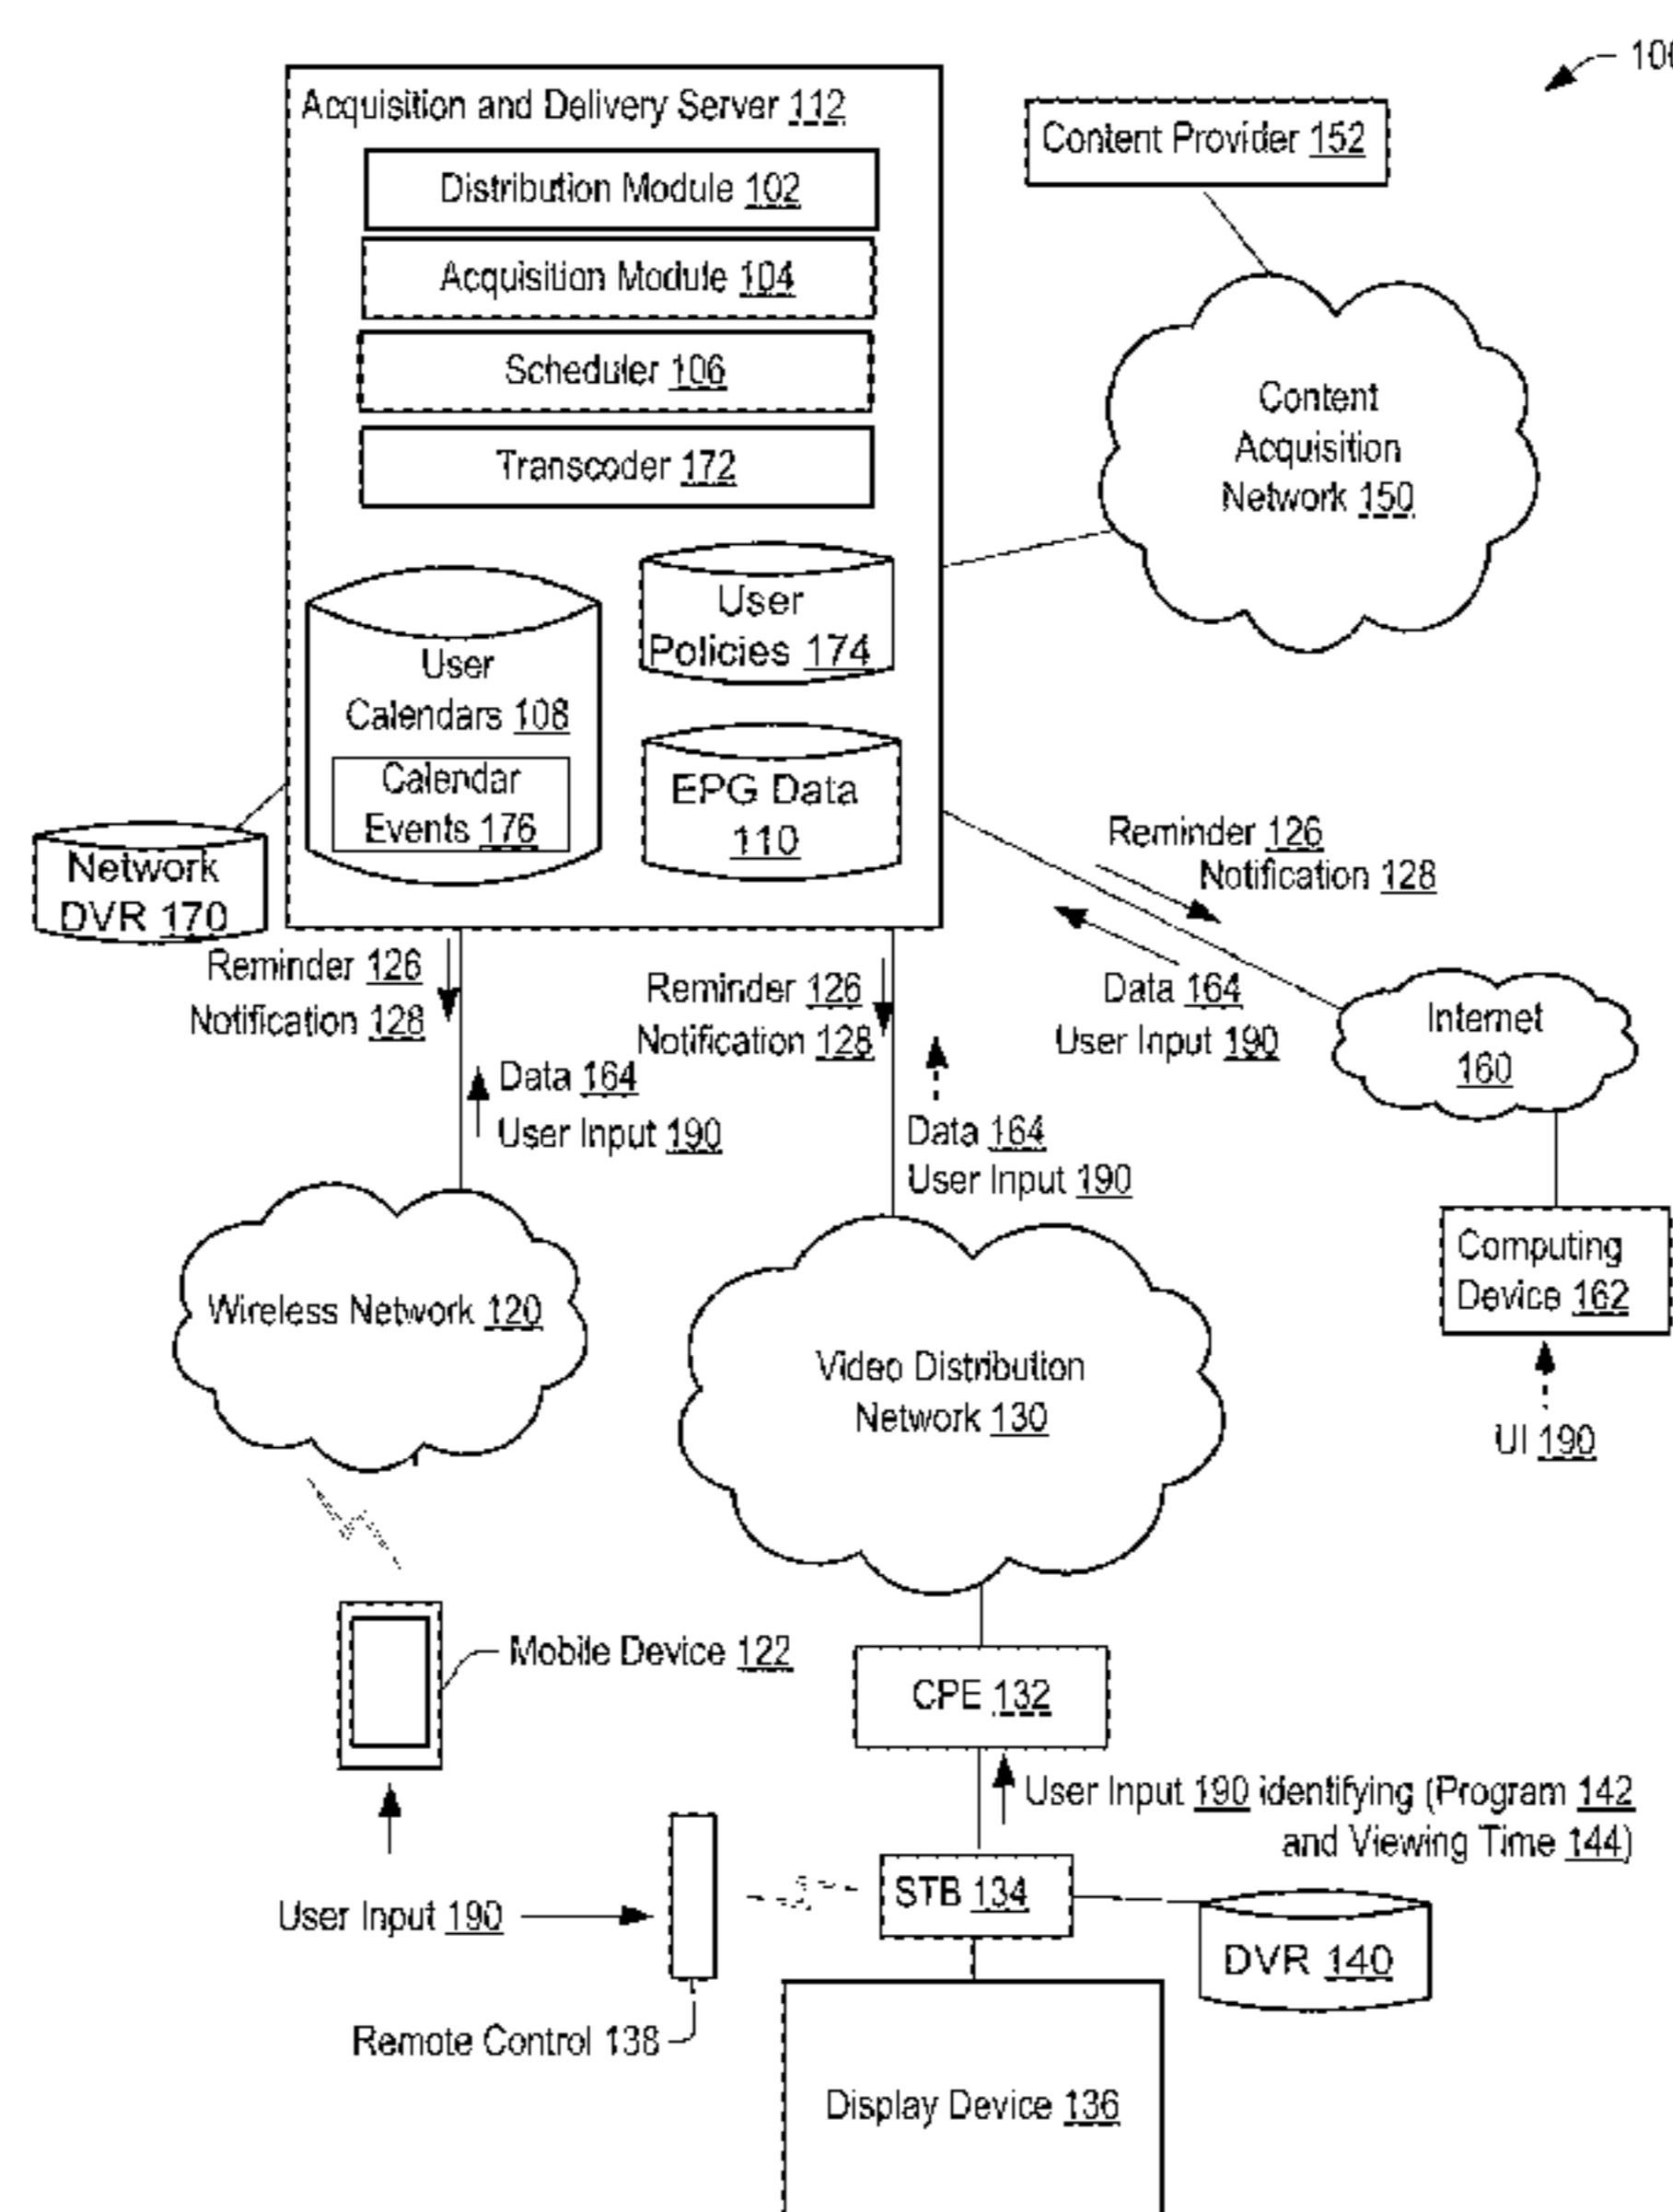 100
Acquisition and Delivery Server 112
Distribution Module 102
Acquisition Module 104
Scheduler 106
Transcoder 172
User
Calendars 108
Calendar
Events 176
User
Policies 174
EPG Data
110
Content Provider 152
Content
Acquisition
Network 150
Network
DVR 170
Reminder 126
Notification 128
Data 164
User Input 190
Reminder 126
Notification 128
Data 164
User Input 190
Reminder 126
Notification 128
Data 164
User Input 190
Internet
160
Computing
Device 162
UI 190
Wireless Network 120
Video Distribution
Network 130
Mobile Device 122
CPE 132
User Input 190 identifying (Program 142
and Viewing Time 144)
STB 134
User Input 190
DVR 140
Remote Control 138
Display Device 136